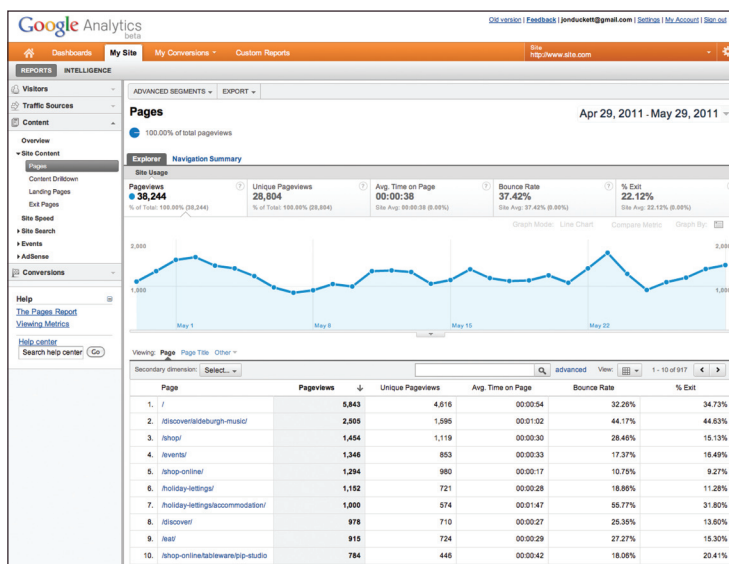 Google Analytics
beta
Old version | Feedback | jonduckett@gmail.com | Settings | My Account | Sign out
Dashboards My Site My Conversions Custom Reports Site
http://www.site.com
REPORTS INTELLIGENCE
Visitors
Traffic Sources
Content
Overview
Site Content
Pages
Content Drilldown
Landing Pages
Exit Pages
Site Speed
Site Search
Events
AdSense
Conversions
Help
The Pages Report
Viewing Metrics
Help center
Search help center Go
ADVANCED SEGMENTS EXPORT
Pages Apr 29, 2011 - May 29, 2011
100.00% of total pageviews
Explorer Navigation Summary
Site Usage
Pageviews Unique Pageviews Avg. Time on Page Bounce Rate % Exit
38,244 28,804 00:00:38 37.42% 22.12%
% of Total: 100.00% (38,244) % of Total: 100.00% (28,804) Site Avg: 00:00:38 (0.00%) Site Avg: 37.42% (0.00%) Site Avg: 22.12% (0.00%)
Graph Mode: Line Chart Compare Metric Graph By:
2,000 2,000
1,000 1,000
May 1 May 8 May 15 May 22
Viewing: Page Page Title Other
Secondary dimension: Select... advanced View: 1 - 10 of 917
Page Pageviews Unique Pageviews Avg. Time on Page Bounce Rate % Exit
1. / 5,843 4,616 00:00:54 32.26% 34.73%
2. /discover/aldeburgh-music/ 2,505 1,595 00:01:02 44.17% 44.63%
3. /shop/ 1,454 1,119 00:00:30 28.46% 15.13%
4. /events/ 1,346 853 00:00:33 17.37% 16.49%
5. /shop-online/ 1,294 980 00:00:17 10.75% 9.27%
6. /holiday-lettings/ 1,152 721 00:00:28 18.86% 11.28%
7. /holiday-lettings/accommodation/ 1,000 574 00:01:47 55.77% 31.80%
8. /discover/ 978 710 00:00:27 25.35% 13.60%
9. /eat/ 915 724 00:00:29 27.27% 15.30%
10. /shop-online/tableware/pip-studio 784 446 00:00:42 18.06% 20.41%